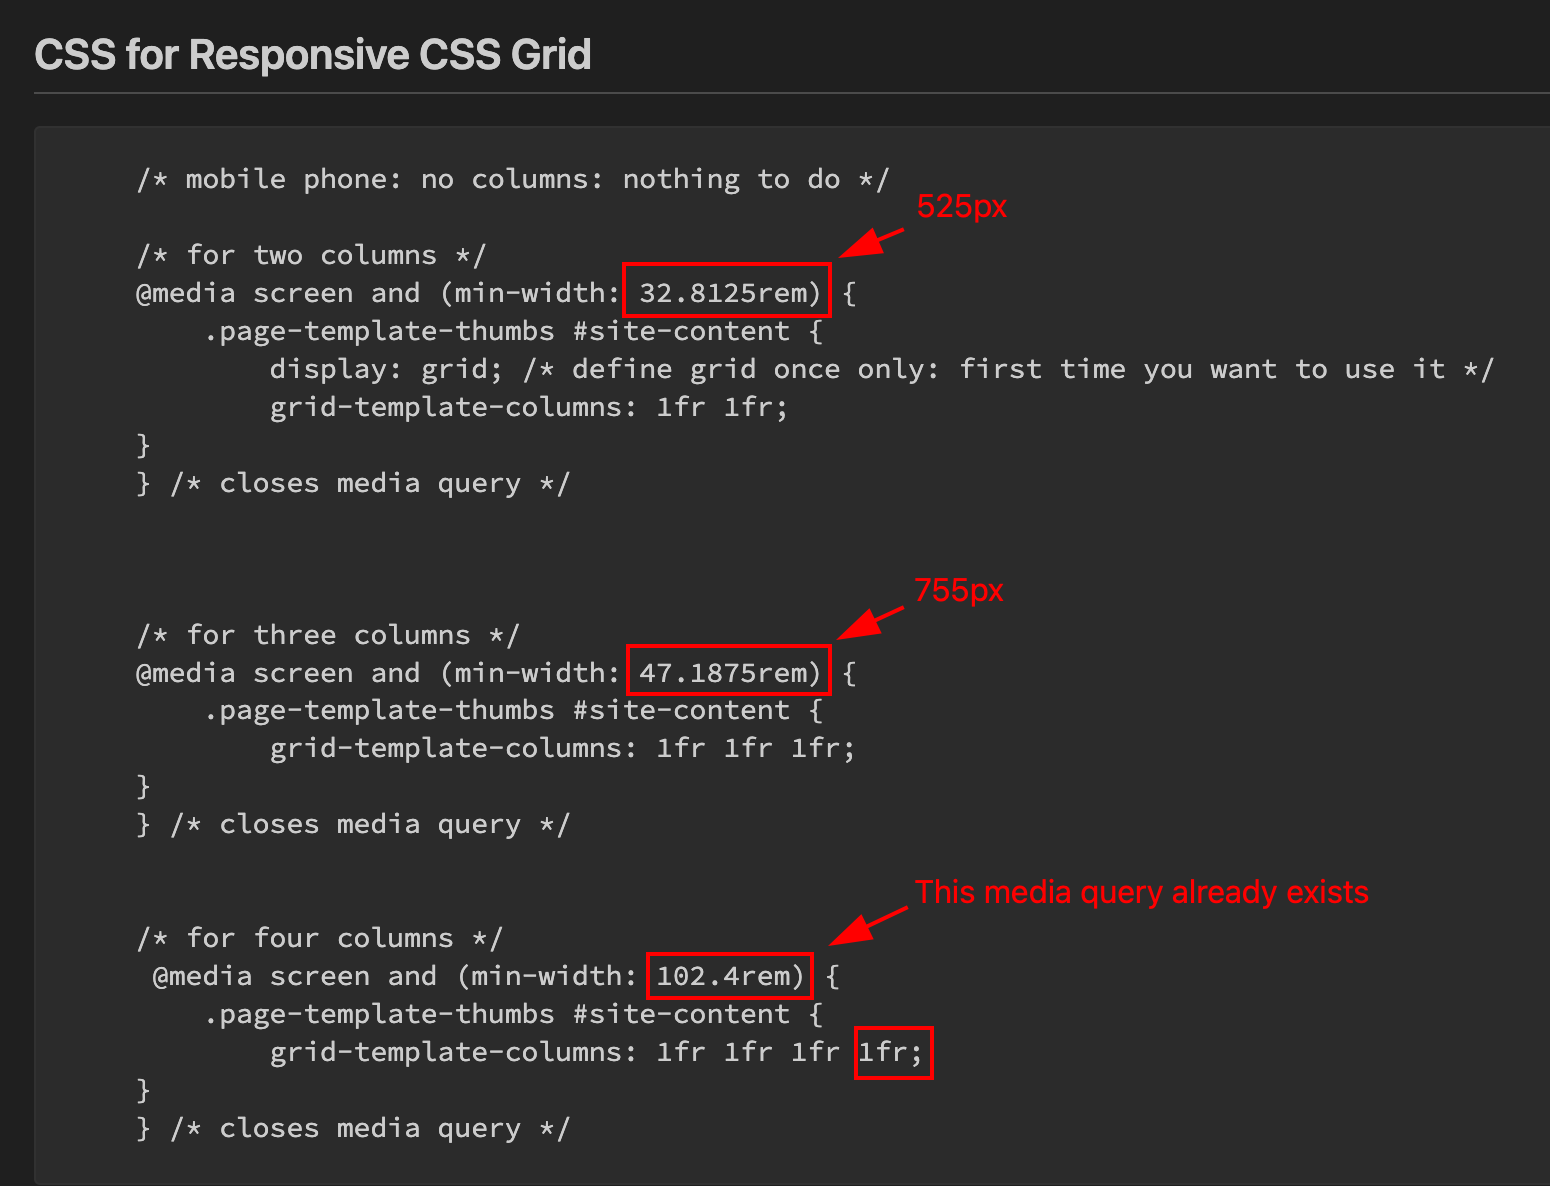 CSS for Responsive CSS Grid
/* mobile phone: no columns: nothing to do */
525px
/* for two columns */
@media screen and (min-width: 32.8125rem) {
.page-template-thumbs #site-content {
display: grid; /* define grid once only: first time you want to use it */
grid-template-columns: 1fr 1fr;
}
} /* closes media query */
755px
/* for three columns */
@media screen and (min-width: 47.1875rem) {
.page-template-thumbs #site-content {
grid-template-columns: 1fr 1fr 1fr;
}
} /* closes media query */
This media query already exists
/* for four columns */
@media screen and (min-width: 102.4rem) {
.page-template-thumbs #site-content {
grid-template-columns: 1fr 1fr 1fr 1fr;
}
} /* closes media query */